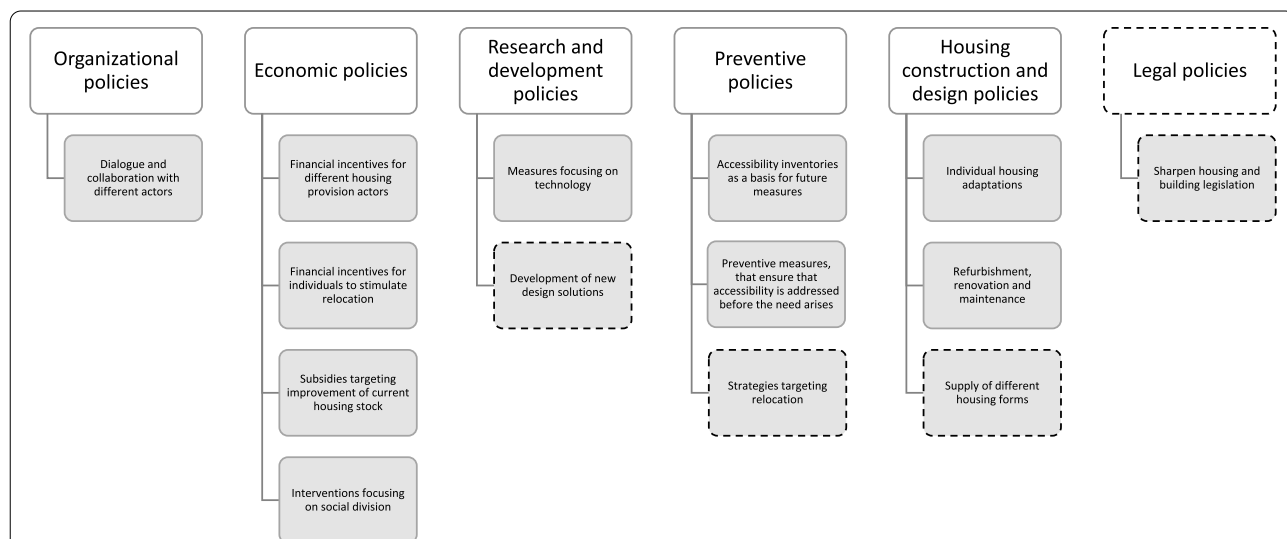 Organizational
policies
Dialogue and
collaboration with
different actors
Economic policies
Financial incentives for
different housing
provision actors
Financial incentives for
individuals to stimulate
relocation
Subsidies targeting
improvement of current
housing stock
Interventions focusing
on social division
Research and
development
policies
Measures focusing on
technology
Development of new
design solutions
Preventive
policies
Accessibility inventories
as a basis for future
measures
Preventive measures,
that ensure that
accessibility is addressed
before the need arises
Strategies targeting
relocation
Housing
construction and
design policies
Individual housing
adaptations
Refurbishment,
renovation and
maintenance
Supply of different
housing forms
Legal policies
Sharpen housing and
building legislation